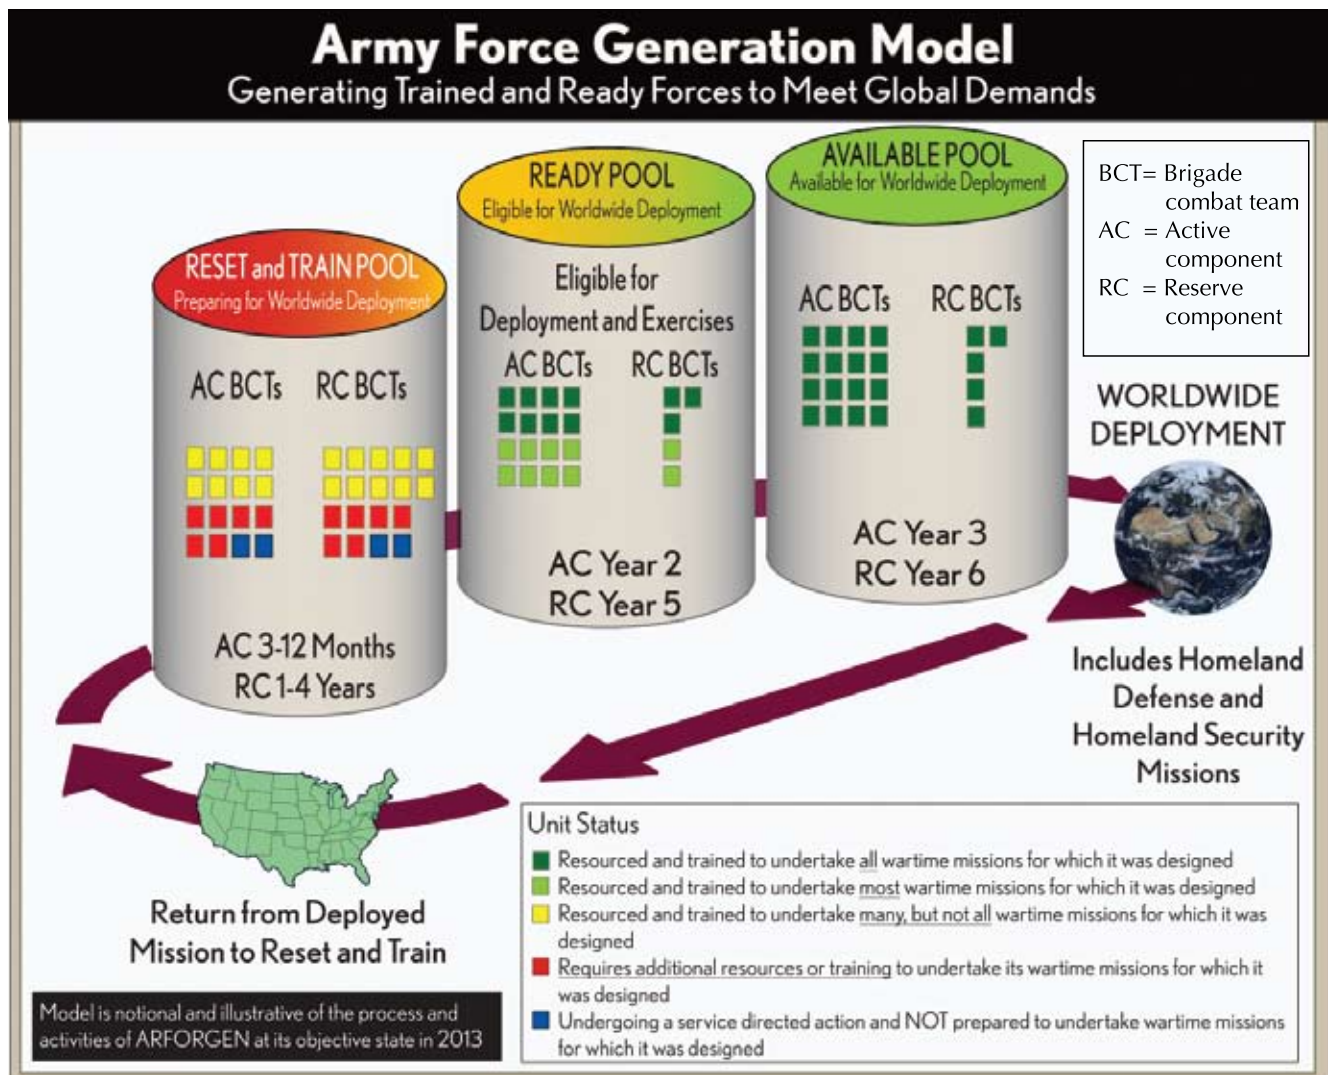 Army Force Generation Model
Generating Trained and Ready Forces to Meet Global Demands
RESET and TRAIN POOL
Preparing for Worldwide Deployment
AC BCTs RC BCTs
AC 3-12 Months
RC 1-4 Years
READY POOL
Eligible for Worldwide Deployment
Eligible for
Deployment and Exercises
AC BCTs RC BCTs
AC Year 2
RC Year 5
AVAILABLE POOL
Available for Worldwide Deployment
AC BCTs RC BCTs
AC Year 3
RC Year 6
BCT= Brigade
combat team
AC = Active
component
RC = Reserve
component
WORLDWIDE
DEPLOYMENT
Includes Homeland
Defense and
Homeland Security
Missions
Return from Deployed
Mission to Reset and Train
Model is notional and illustrative of the process and
activities of ARFORGEN at its objective state in 2013
Unit Status
Resourced and trained to undertake all wartime missions for which it was designed
Resourced and trained to undertake most wartime missions for which it was designed
Resourced and trained to undertake many, but not all wartime missions for which it was
designed
Requires additional resources or training to undertake its wartime missions for which it
was designed
Undergoing a service directed action and NOT prepared to undertake wartime missions
for which it was designed